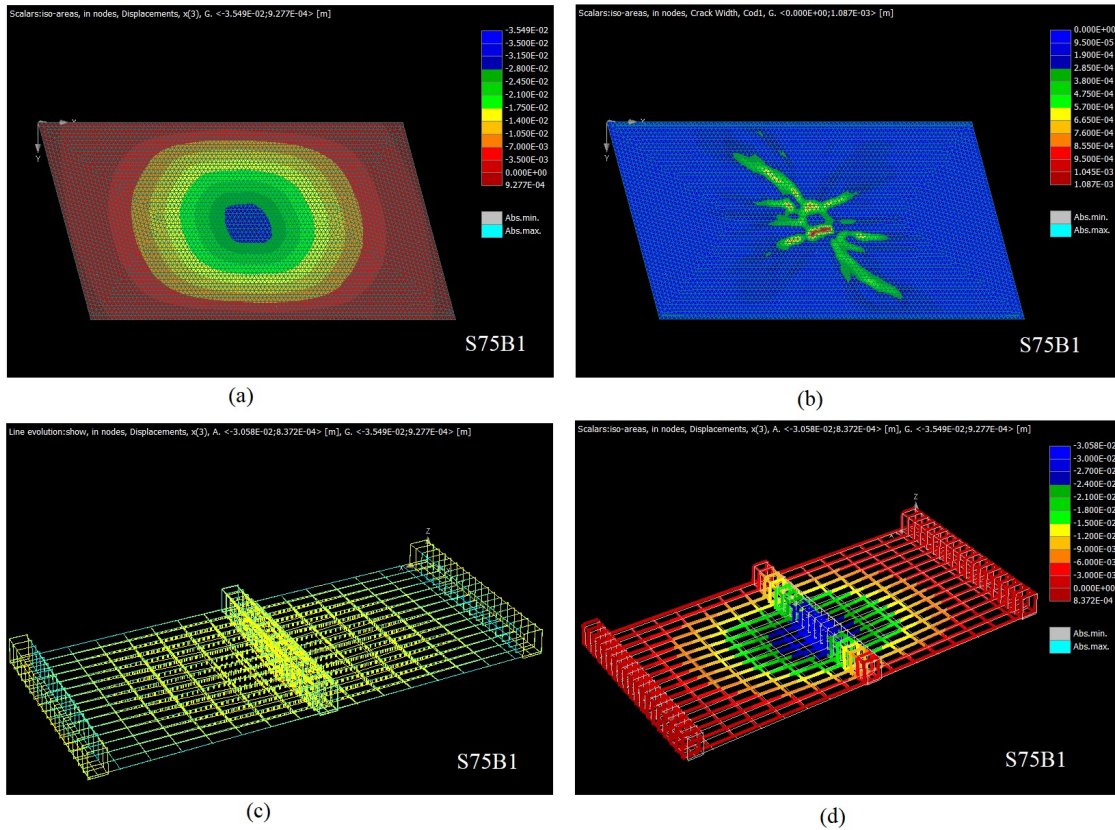 Scalars:iso-areas, in nodes, Displacements, x(3), G. <-3.549E-02;9.277E-04> [m]
-3.549E-02
-3.500E-02
-3.150E-02
-2.800E-02
-2.450E-02
-2.100E-02
-1.750E-02
-1.400E-02
-1.050E-02
-7.000E-03
-3.500E-03
0.000E+00
9.277E-04
Abs.min.
Abs.max.
Y
S75B1
(a)
Scalars:iso-areas, in nodes, Crack Width, Cod1, G. <0.000E+00;1.087E-03> [m]
0.000E+00
9.500E-05
1.900E-04
2.850E-04
3.800E-04
4.750E-04
5.700E-04
6.650E-04
7.600E-04
8.550E-04
9.500E-04
1.045E-03
1.087E-03
Abs.min.
Abs.max.
Y
S75B1
(b)
Line evolution:show, in nodes, Displacements, x(3), A. <-3.058E-02;8.372E-04> [m], G. <-3.549E-02;9.277E-04> [m]
Z
X
S75B1
(c)
Scalars:iso-areas, in nodes, Displacements, x(3), A. <-3.058E-02;8.372E-04> [m], G. <-3.549E-02;9.277E-04> [m]
-3.058E-02
-3.000E-02
-2.700E-02
-2.400E-02
-2.100E-02
-1.800E-02
-1.500E-02
-1.200E-02
-9.000E-03
-6.000E-03
-3.000E-03
0.000E+00
8.372E-04
Abs.min.
Abs.max.
Z
X
S75B1
(d)